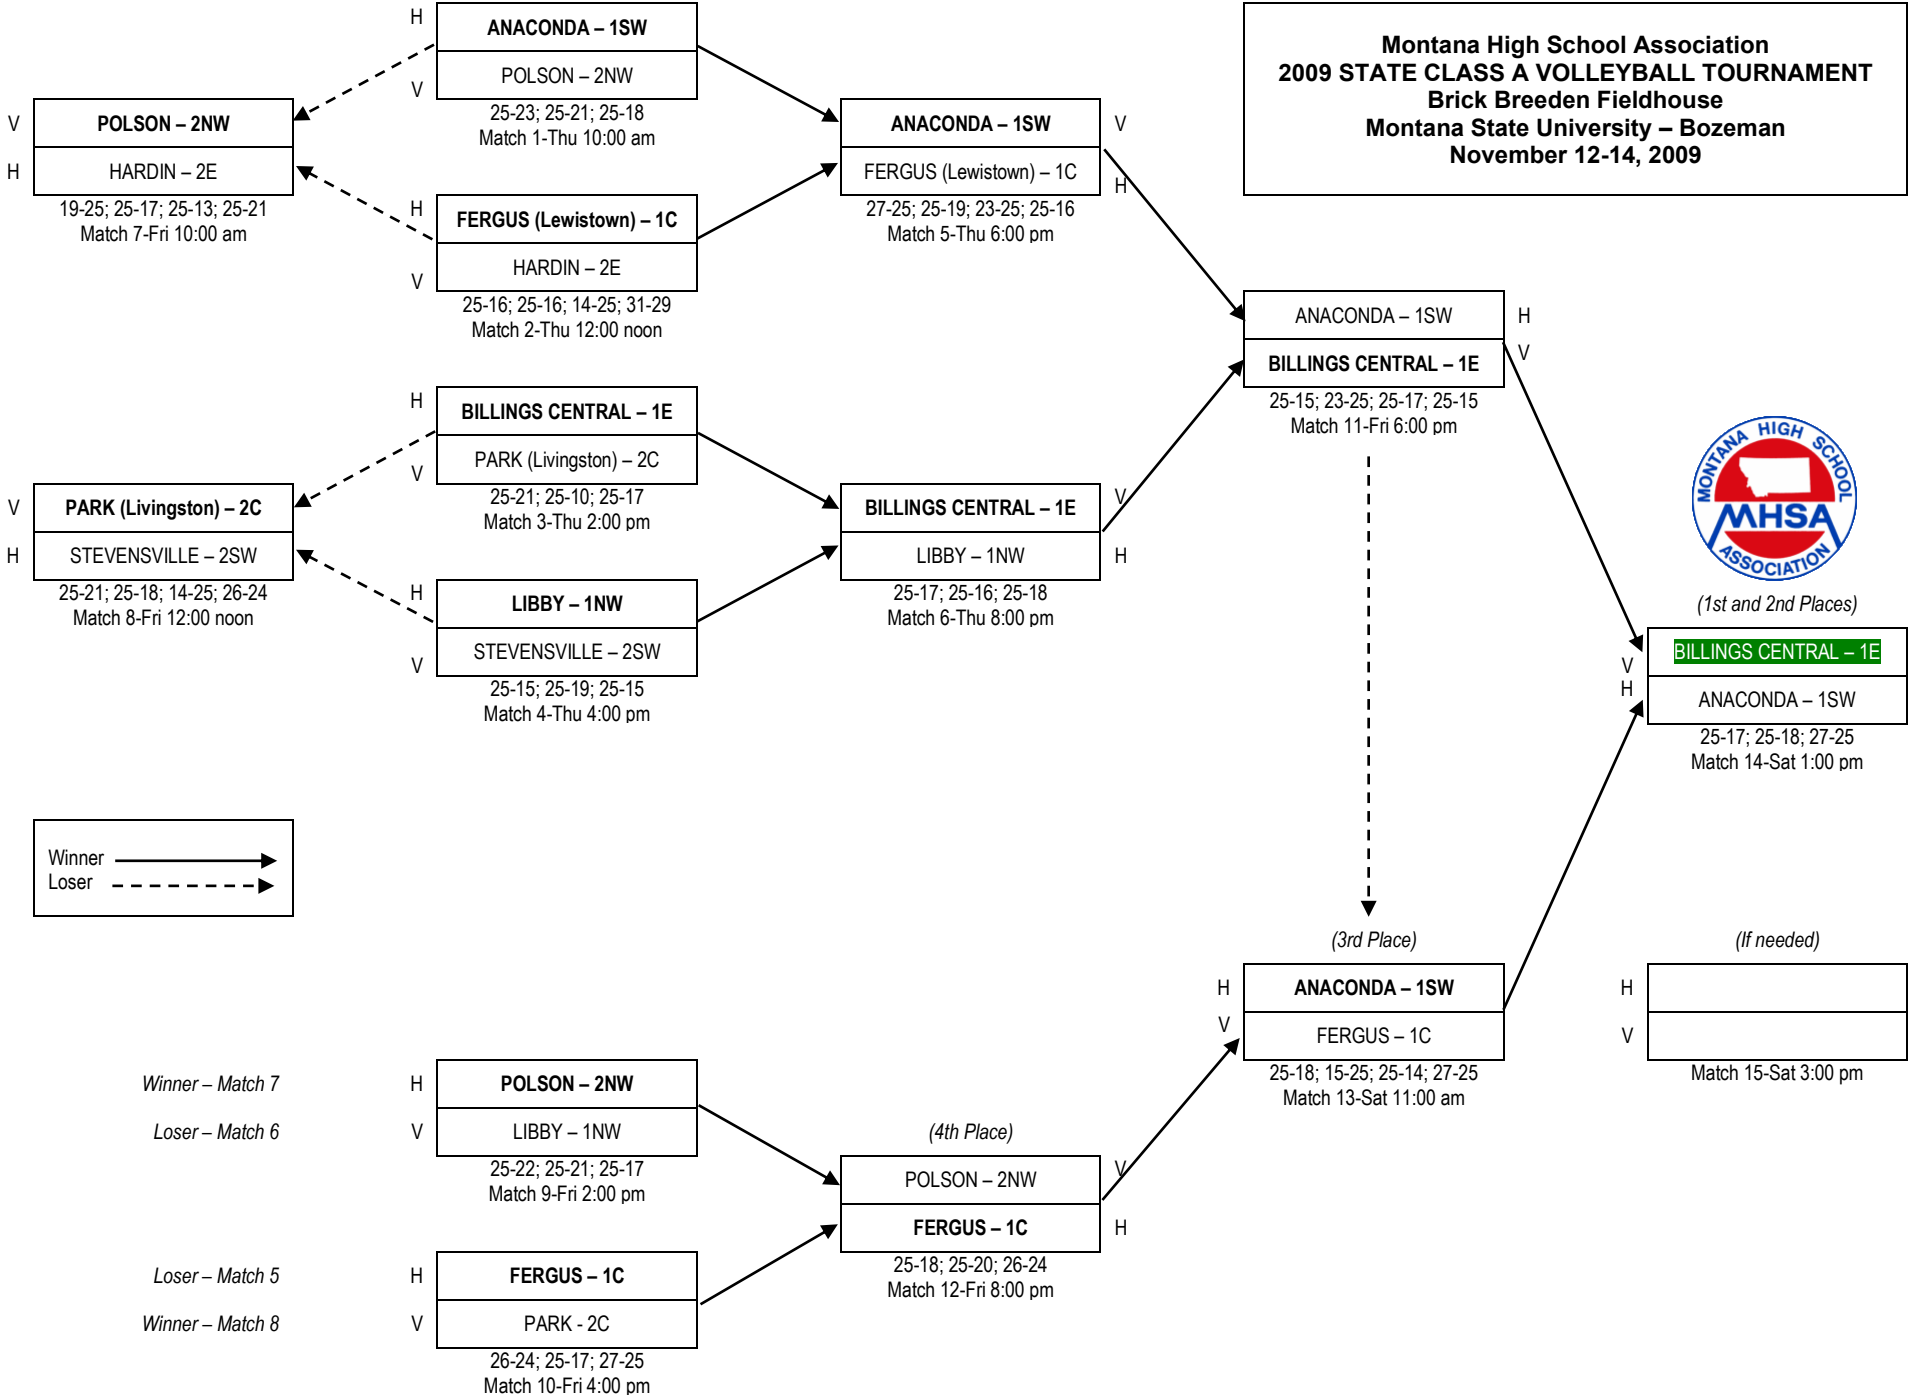 Montana High School Association
2009 STATE CLASS A VOLLEYBALL TOURNAMENT
Brick Breeden Fieldhouse
Montana State University – Bozeman
November 12-14, 2009
H
ANACONDA – 1SW
V
POLSON – 2NW
25-23; 25-21; 25-18
Match 1-Thu 10:00 am
V
POLSON – 2NW
H
HARDIN – 2E
19-25; 25-17; 25-13; 25-21
Match 7-Fri 10:00 am
H
FERGUS (Lewistown) – 1C
V
HARDIN – 2E
25-16; 25-16; 14-25; 31-29
Match 2-Thu 12:00 noon
ANACONDA – 1SW
V
FERGUS (Lewistown) – 1C
H
27-25; 25-19; 23-25; 25-16
Match 5-Thu 6:00 pm
ANACONDA – 1SW
H
BILLINGS CENTRAL – 1E
V
25-15; 23-25; 25-17; 25-15
Match 11-Fri 6:00 pm
H
BILLINGS CENTRAL – 1E
V
PARK (Livingston) – 2C
25-21; 25-10; 25-17
Match 3-Thu 2:00 pm
V
PARK (Livingston) – 2C
H
STEVENSVILLE – 2SW
25-21; 25-18; 14-25; 26-24
Match 8-Fri 12:00 noon
H
LIBBY – 1NW
V
STEVENSVILLE – 2SW
25-15; 25-19; 25-15
Match 4-Thu 4:00 pm
BILLINGS CENTRAL – 1E
V
LIBBY – 1NW
H
25-17; 25-16; 25-18
Match 6-Thu 8:00 pm
MONTANA HIGH SCHOOL
MHSA
ASSOCIATION
(1st and 2nd Places)
V
BILLINGS CENTRAL – 1E
H
ANACONDA – 1SW
25-17; 25-18; 27-25
Match 14-Sat 1:00 pm
Winner
Loser
(3rd Place)
H
ANACONDA – 1SW
V
FERGUS – 1C
25-18; 15-25; 25-14; 27-25
Match 13-Sat 11:00 am
(If needed)
H
V
Match 15-Sat 3:00 pm
Winner – Match 7
H
POLSON – 2NW
Loser – Match 6
V
LIBBY – 1NW
25-22; 25-21; 25-17
Match 9-Fri 2:00 pm
(4th Place)
POLSON – 2NW
V
FERGUS – 1C
H
25-18; 25-20; 26-24
Match 12-Fri 8:00 pm
Loser – Match 5
H
FERGUS – 1C
Winner – Match 8
V
PARK - 2C
26-24; 25-17; 27-25
Match 10-Fri 4:00 pm